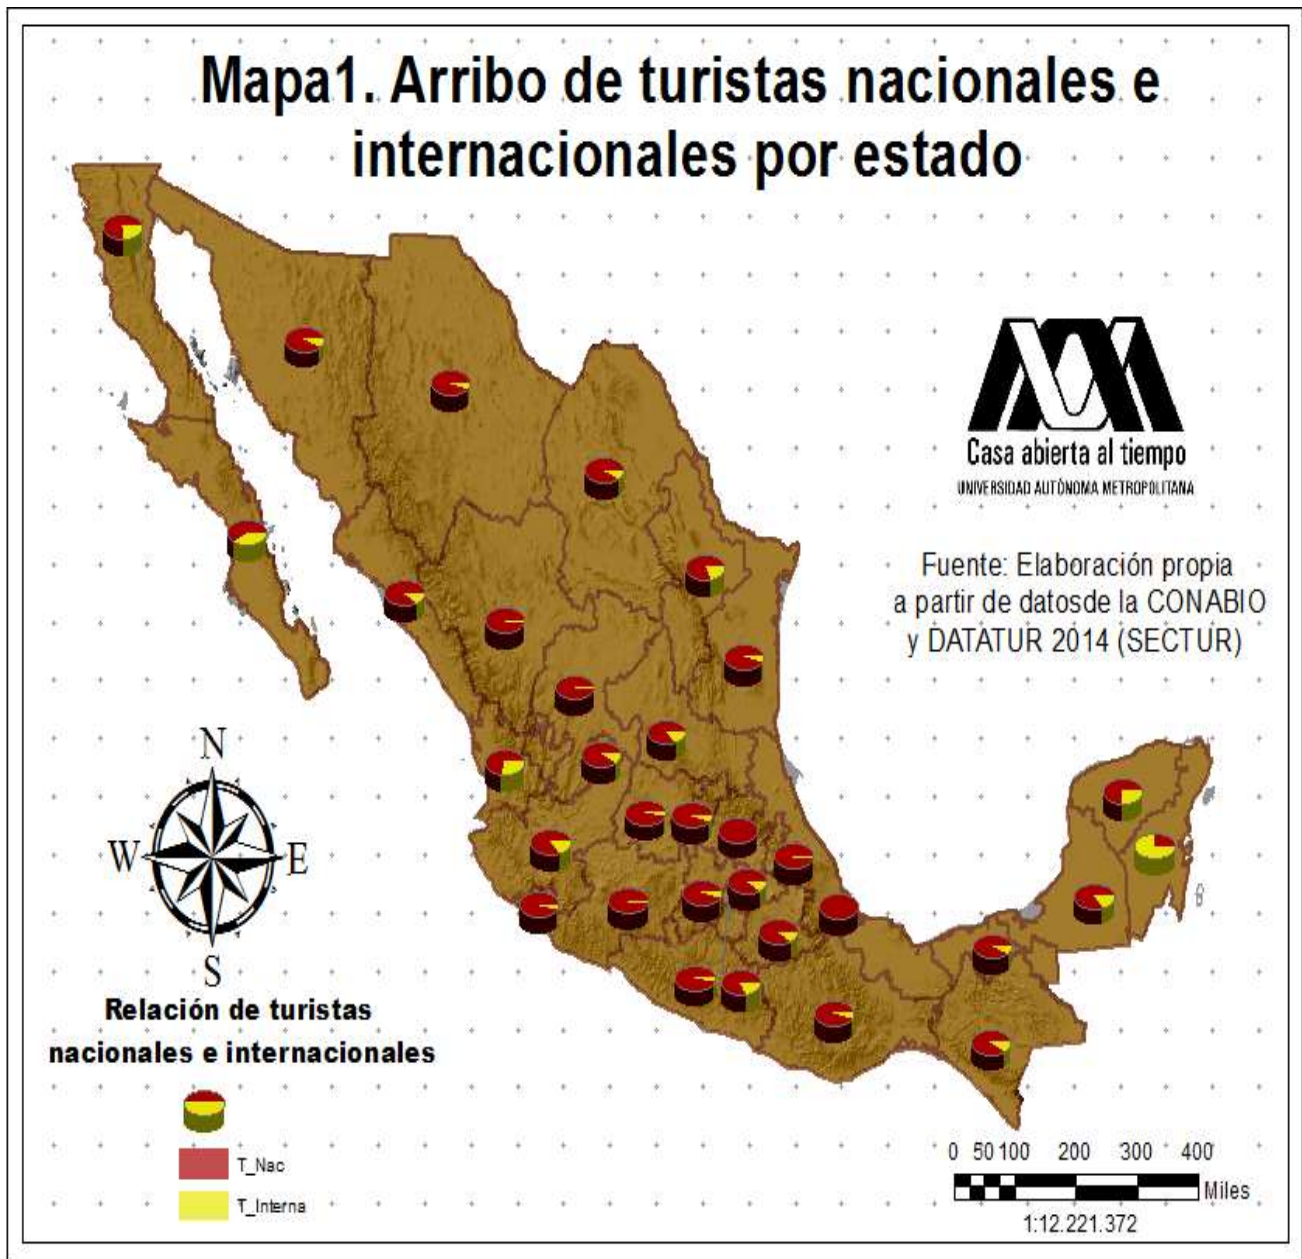 Mapa1. Arribo de turistas nacionales e
internacionales por estado
Casa abierta al tiempo
UNIVERSIDAD AUTÓNOMA METROPOLITANA
Fuente: Elaboración propia
a partir de datosde la CONABIO
y DATATUR 2014 (SECTUR)
N
W
E
S
Relación de turistas
nacionales e internacionales
T_Nac
T_Interna
0 50 100 200 300 400
Miles
1:12.221.372